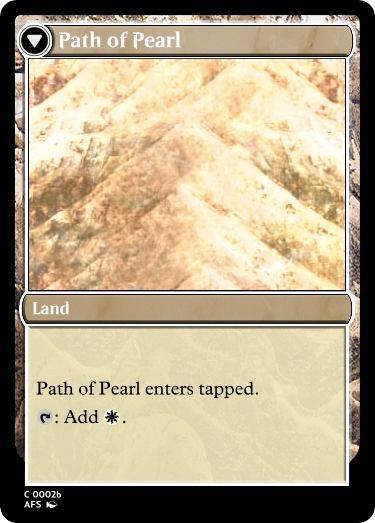 Path of Pearl
Land
Path of Pearl enters tapped.
: Add .
C 0002b
AFS